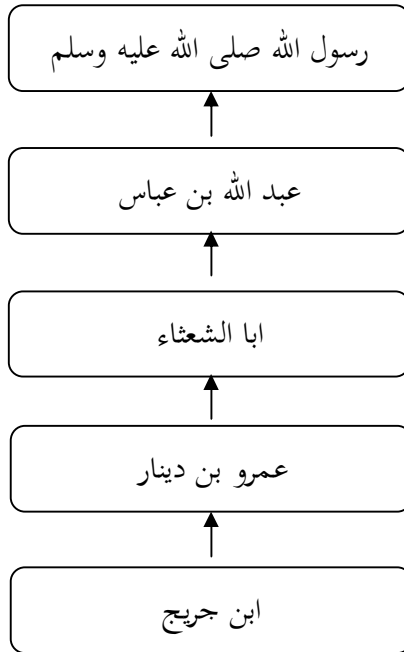 رسول الله صلى الله عليه وسلم
عبد الله بن عباس
ابا الشعثاء
عمرو بن دينار
ابن جريج